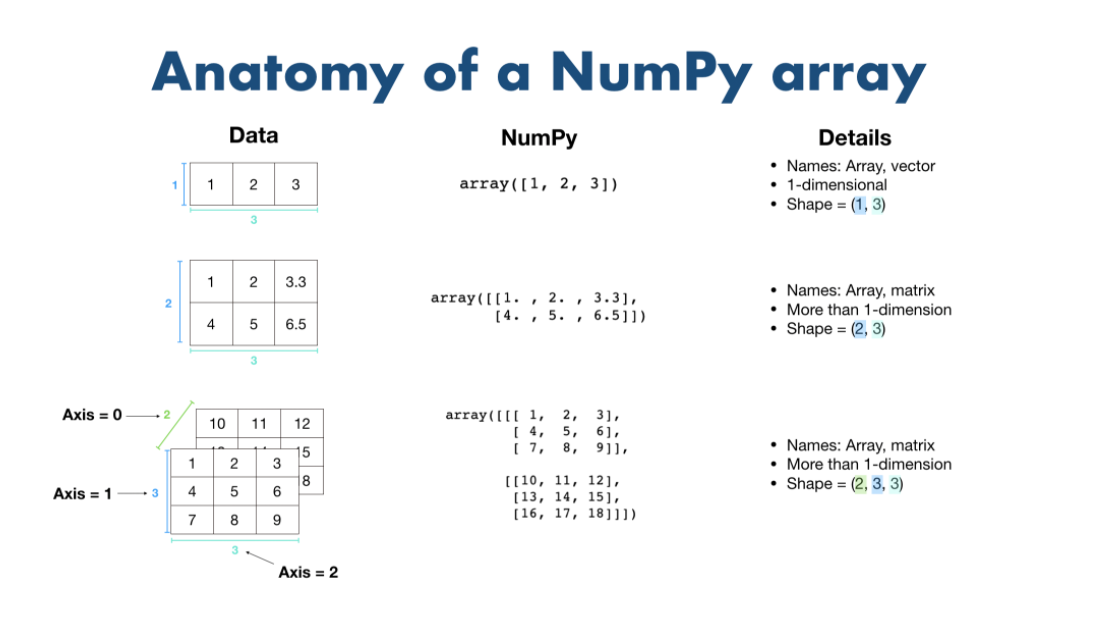 Anatomy of a NumPy array
Data
NumPy
Details
1
1 2 3
3
array([1, 2, 3])
• Names: Array, vector
• 1-dimensional
• Shape = (1, 3)
2
1 2 3.3
4 5 6.5
3
array([[1. , 2. , 3.3],
[4. , 5. , 6.5]])
• Names: Array, matrix
• More than 1-dimension
• Shape = (2, 3)
Axis = 0
2
10 11 12
15
8
Axis = 1
3
1 2 3
4 5 6
7 8 9
3
Axis = 2
array([[[ 1, 2, 3],
[ 4, 5, 6],
[ 7, 8, 9]],
[[10, 11, 12],
[13, 14, 15],
[16, 17, 18]]])
• Names: Array, matrix
• More than 1-dimension
• Shape = (2, 3, 3)